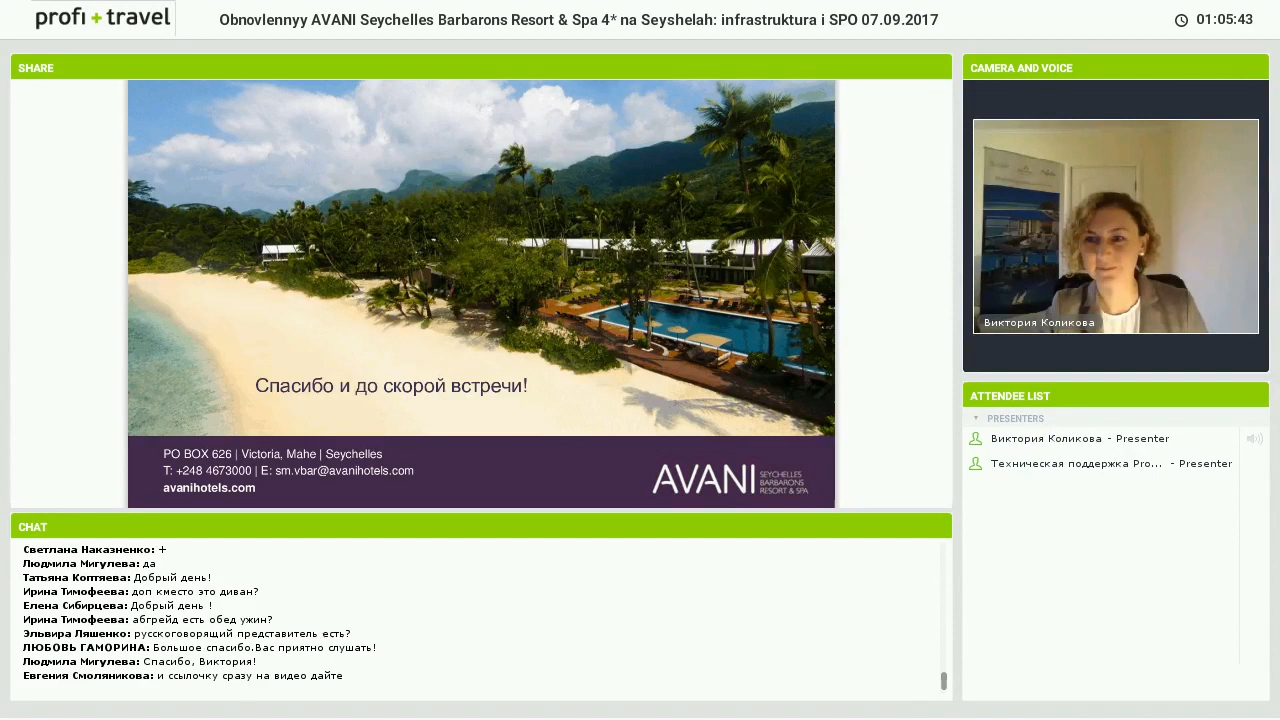 profi + travel
Obnovlennyy AVANI Seychelles Barbarons Resort & Spa 4* na Seyshelah: infrastruktura i SPO 07.09.2017
01:05:43
SHARE
Спасибо и до скорой встречи!
PO BOX 626 | Victoria, Mahe | Seychelles
T: +248 4673000 | E: sm.vbar@avanihotels.com
avanihotels.com
AVANI
SEYCHELLES
BARBARONS
RESORT & SPA
CAMERA AND VOICE
Виктория Коликова
ATTENDEE LIST
PRESENTERS
Виктория Коликова - Presenter
Техническая поддержка Pro... - Presenter
CHAT
Светлана Наказненко: +
Людмила Мигулева: да
Татьяна Коптяева: Добрый день!
Ирина Тимофеева: доп кместо это диван?
Елена Сибирцева: Добрый день !
Ирина Тимофеева: абгрейд есть обед ужин?
Эльвира Ляшенко: русскоговорящий представитель есть?
ЛЮБОВЬ ГАМОРИНА: Большое спасибо.Вас приятно слушать!
Людмила Мигулева: Спасибо, Виктория!
Евгения Смоляникова: и ссылочку сразу на видео дайте